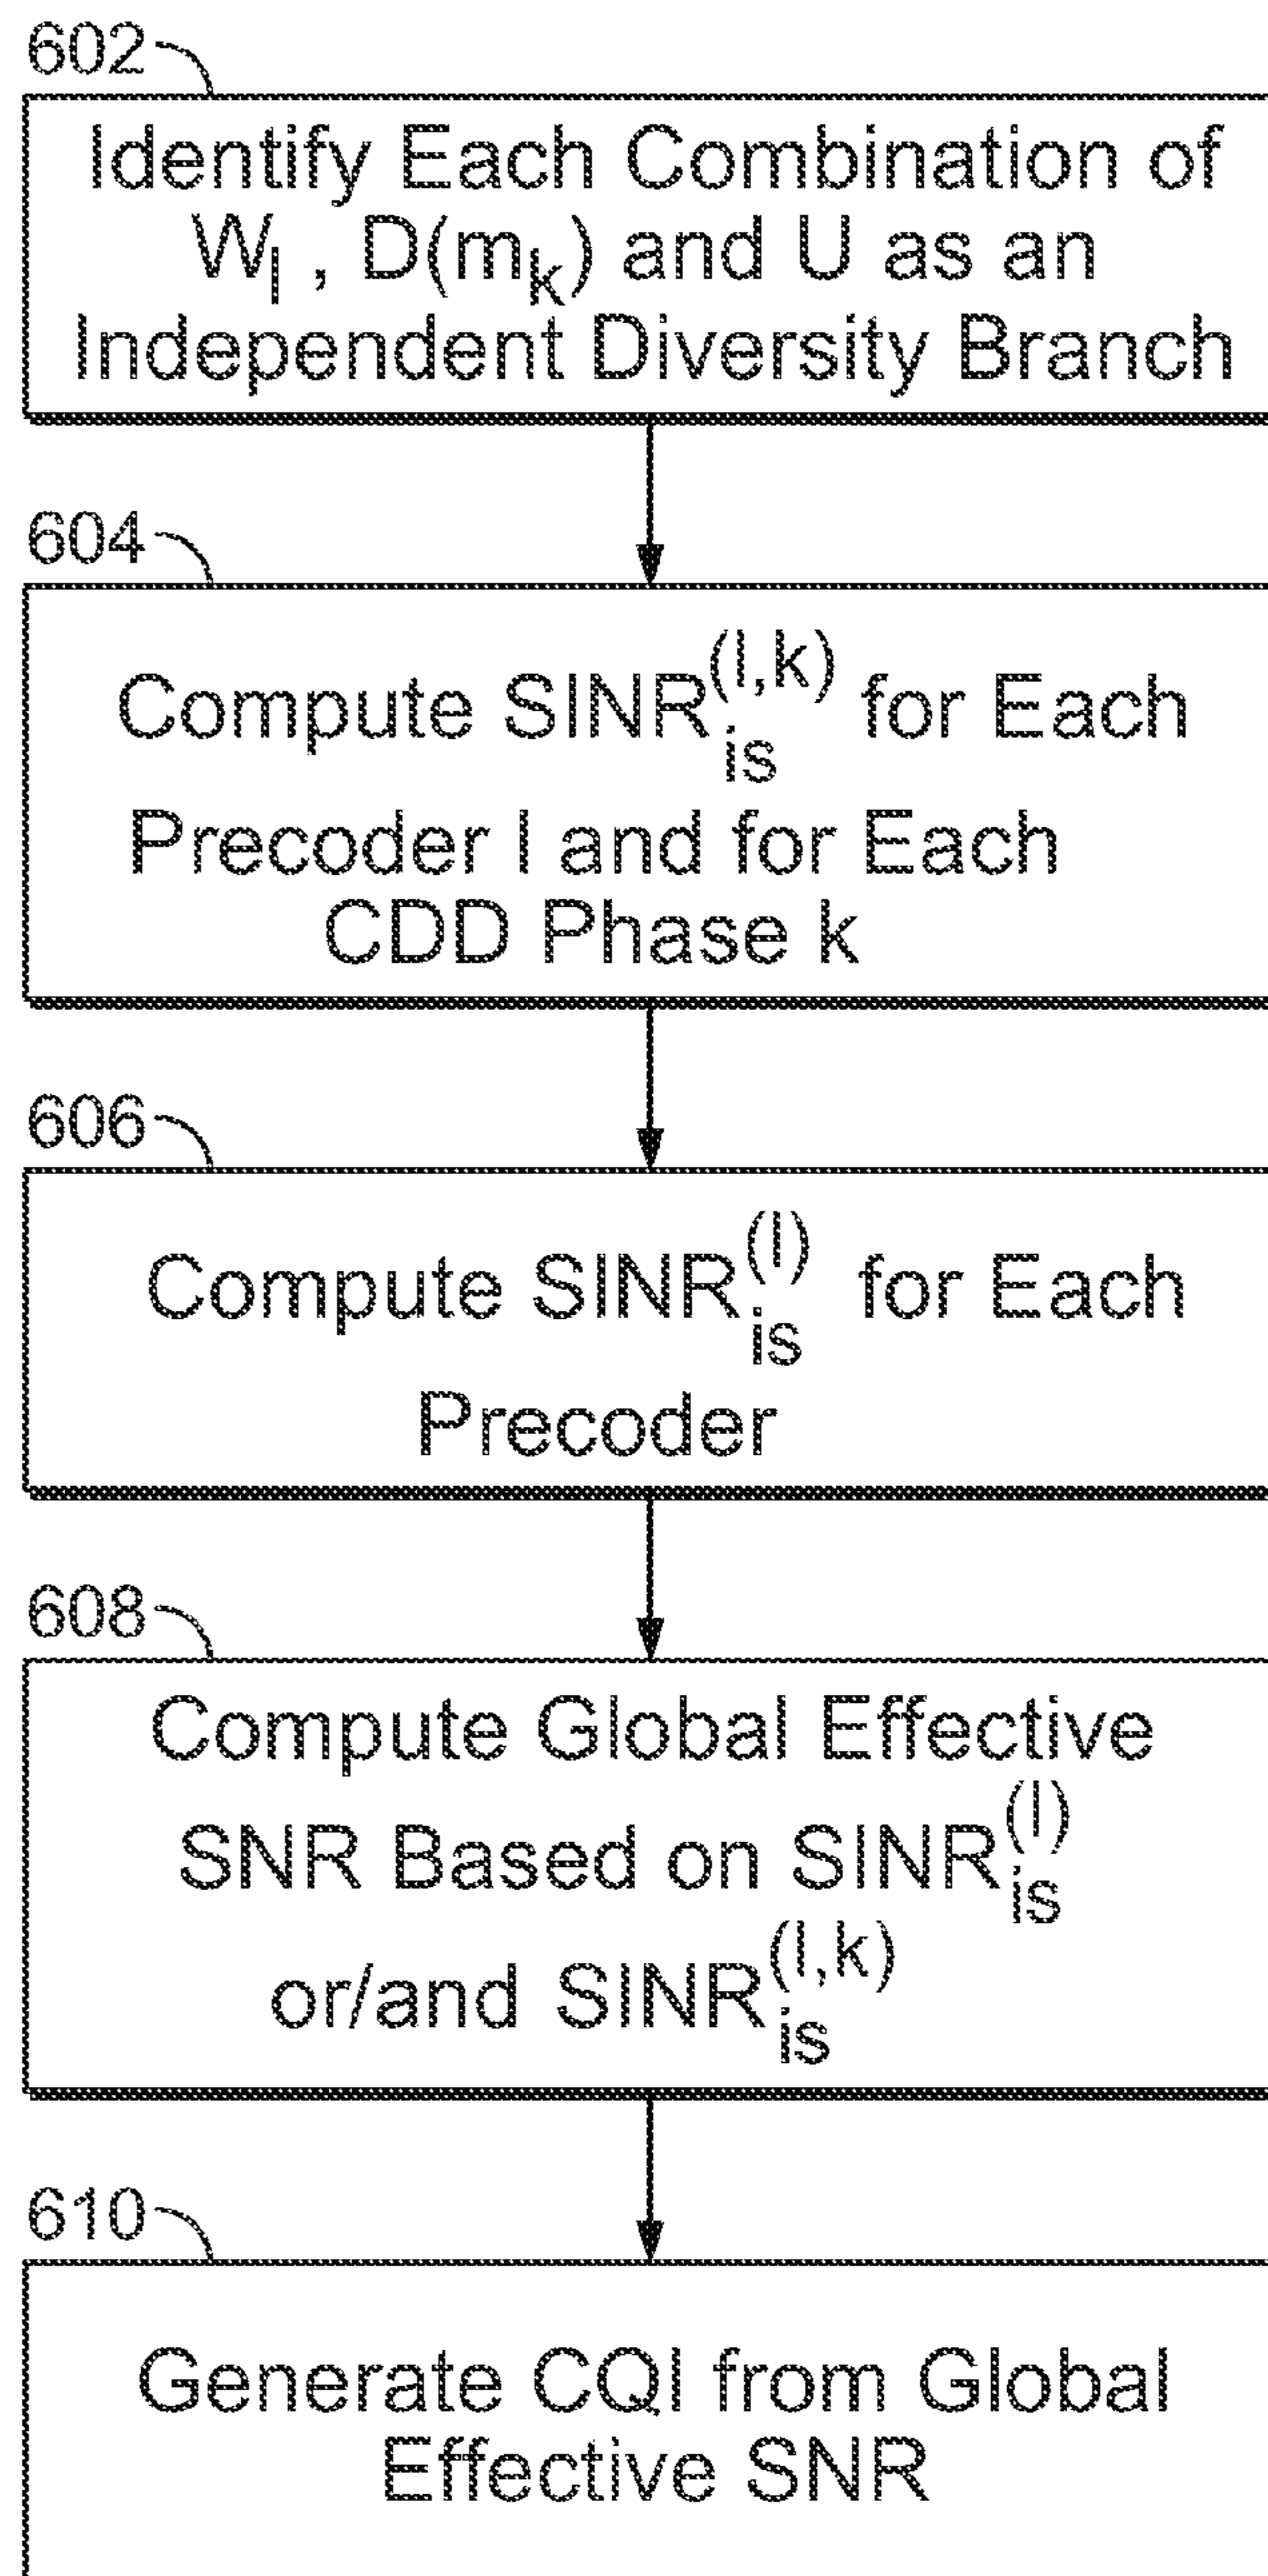 602
Identify Each Combination of
W_l , D(m_k) and U as an
Independent Diversity Branch
604
Compute SINR_is^(l,k) for Each
Precoder l and for Each
CDD Phase k
606
Compute SINR_is^(l) for Each
Precoder
608
Compute Global Effective
SNR Based on SINR_is^(l)
or/and SINR_is^(l,k)
610
Generate CQI from Global
Effective SNR